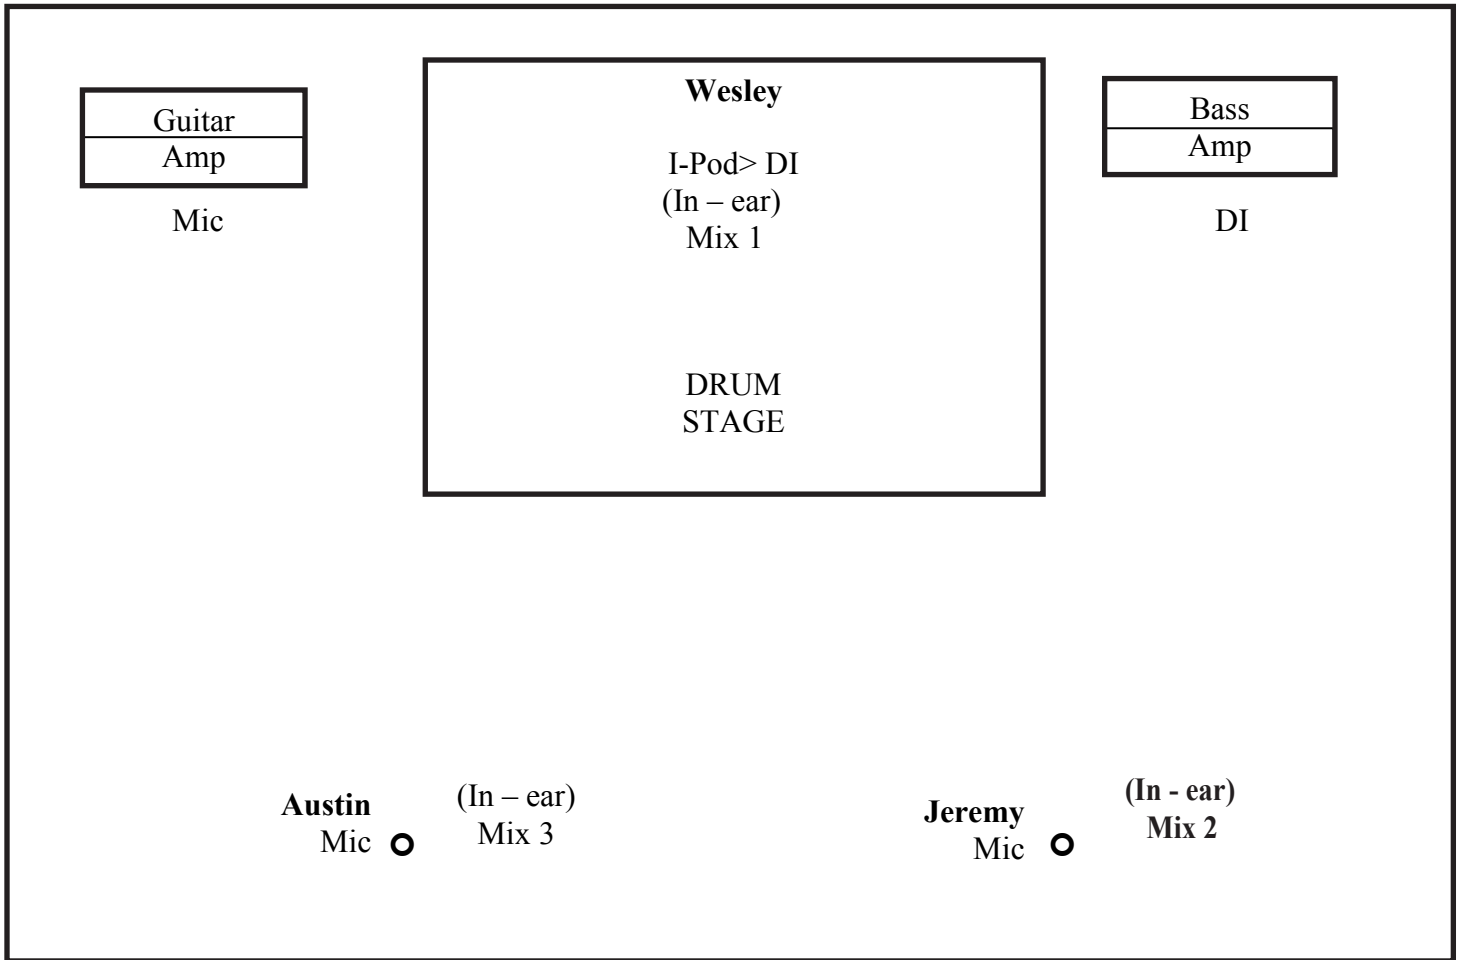 Guitar
Amp
Mic
Wesley
I-Pod> DI
(In – ear)
Mix 1
DRUM
STAGE
Bass
Amp
DI
Austin
Mic
(In – ear)
Mix 3
Jeremy
Mic
(In - ear)
Mix 2